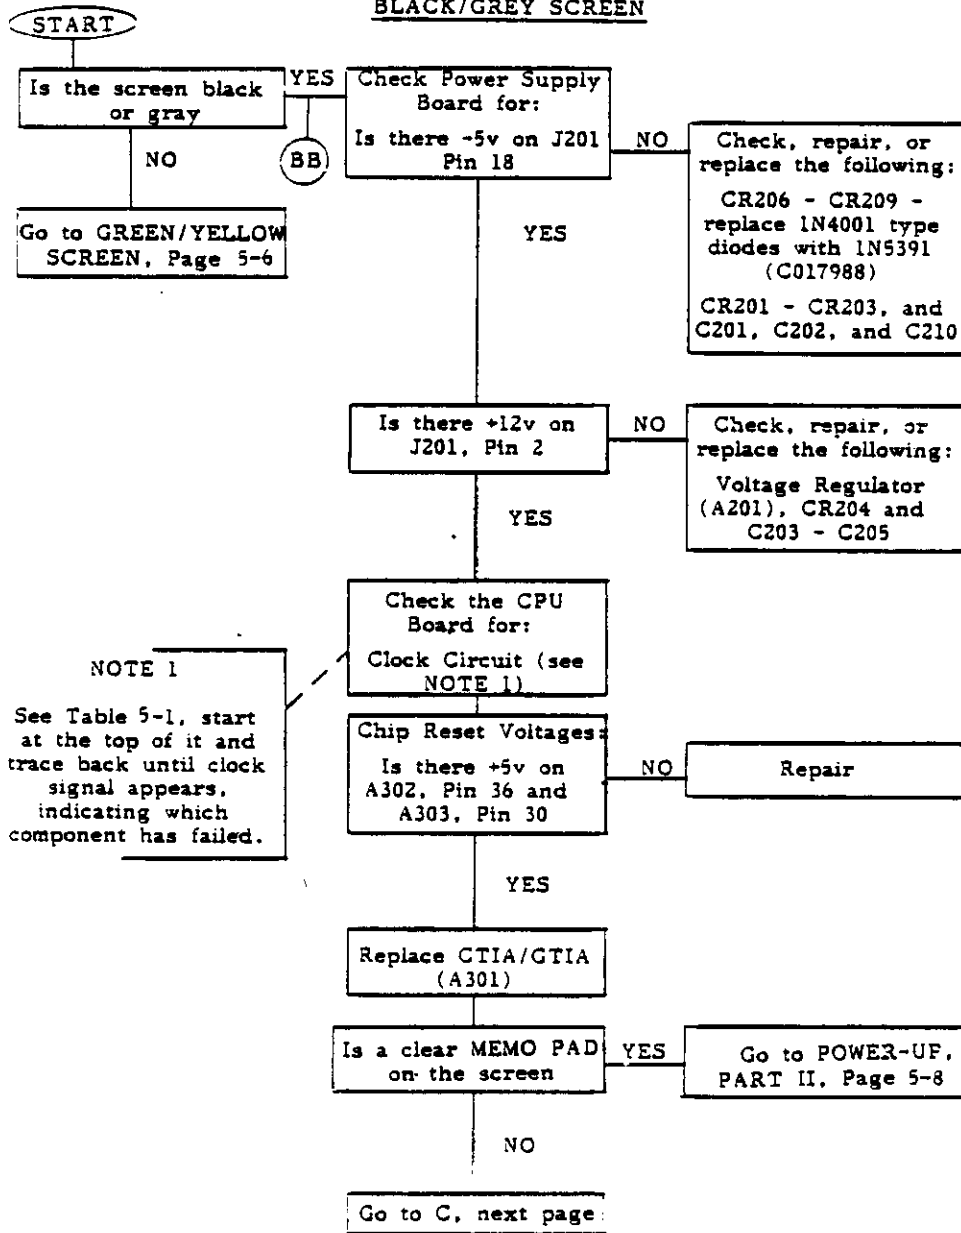 BLACK/GREY SCREEN
START
Is the screen black
or gray
YES
BB
NO
Go to GREEN/YELLOW
SCREEN, Page 5-6
Check Power Supply
Board for:
Is there -5v on J201
Pin 18
NO
Check, repair, or
replace the following:
CR206 - CR209 -
replace 1N4001 type
diodes with 1N5391
(C017988)
CR201 - CR203, and
C201, C202, and C210
YES
Is there +12v on
J201, Pin 2
NO
Check, repair, or
replace the following:
Voltage Regulator
(A201), CR204 and
C203 - C205
YES
Check the CPU
Board for:
Clock Circuit (see
NOTE 1)
NOTE 1
See Table 5-1, start
at the top of it and
trace back until clock
signal appears,
indicating which
component has failed.
Chip Reset Voltages:
Is there +5v on
A302, Pin 36 and
A303, Pin 30
NO
Repair
YES
Replace CTIA/GTIA
(A301)
Is a clear MEMO PAD
on the screen
YES
Go to POWER-UP,
PART II, Page 5-8
NO
Go to C, next page